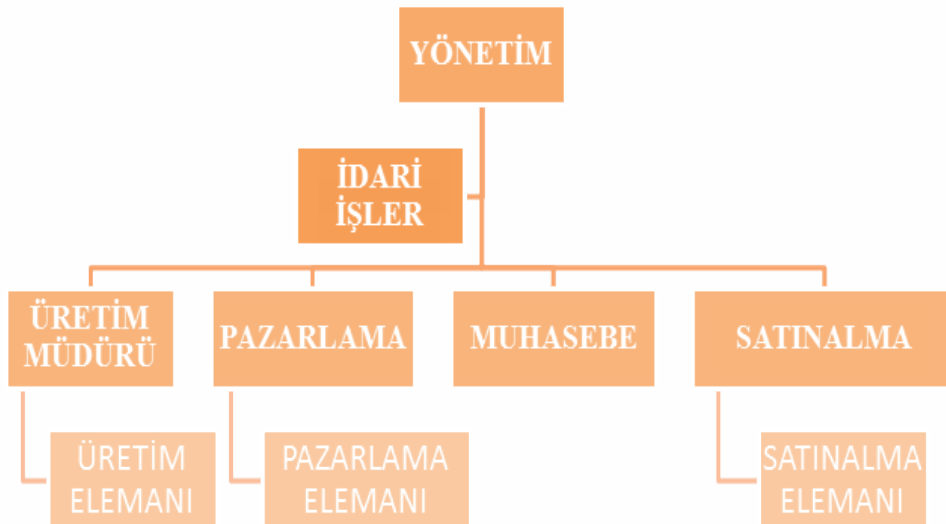 YÖNETİM
İDARİ
İŞLER
ÜRETİM
MÜDÜRÜ
PAZARLAMA
MUHASEBE
SATINALMA
ÜRETİM
ELEMANI
PAZARLAMA
ELEMANI
SATINALMA
ELEMANI